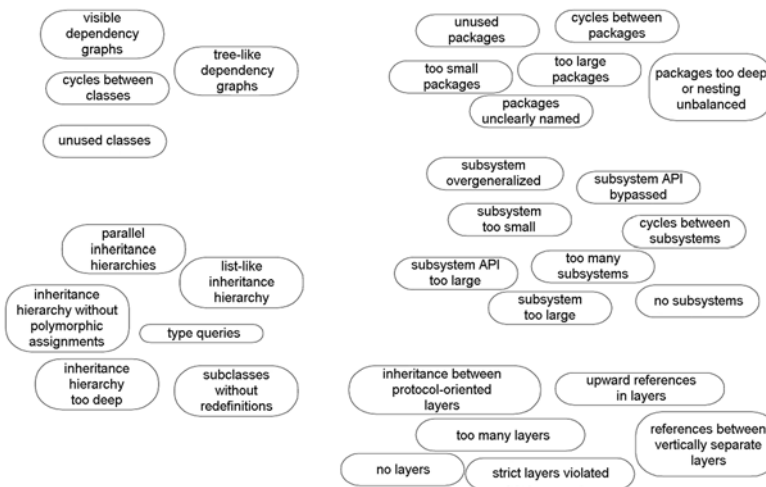 visible
dependency
graphs
tree-like
dependency
graphs
cycles between
classes
unused classes
parallel
inheritance
hierarchies
list-like
inheritance
hierarchy
inheritance
hierarchy without
polymorphic
assignments
type queries
inheritance
hierarchy
too deep
subclasses
without
redefinitions
unused
packages
cycles between
packages
too small
packages
too large
packages
packages too deep
or nesting
unbalanced
packages
unclearly named
subsystem
overgeneralized
subsystem API
bypassed
subsystem
too small
cycles between
subsystems
subsystem API
too large
too many
subsystems
subsystem
too large
no subsystems
inheritance between
protocol-oriented
layers
upward references
in layers
too many layers
references between
vertically separate
layers
no layers
strict layers violated